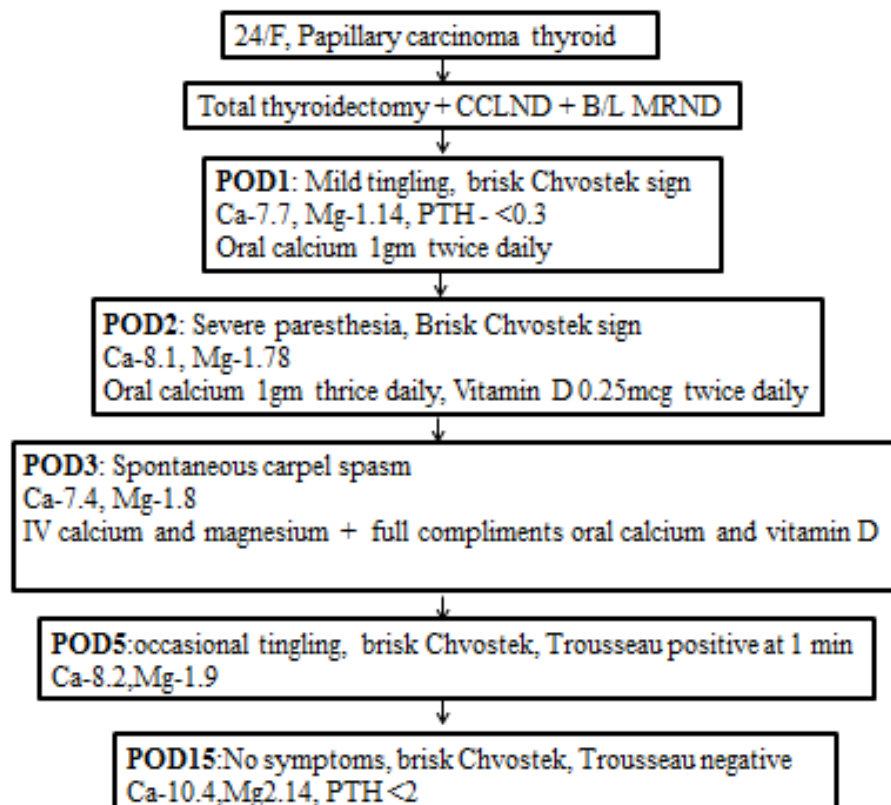 24/F, Papillary carcinoma thyroid
Total thyroidectomy + CCLND + B/L MRND
POD1: Mild tingling, brisk Chvostek sign
Ca-7.7, Mg-1.14, PTH - <0.3
Oral calcium 1gm twice daily
POD2: Severe paresthesia, Brisk Chvostek sign
Ca-8.1, Mg-1.78
Oral calcium 1gm thrice daily, Vitamin D 0.25mcg twice daily
POD3: Spontaneous carpel spasm
Ca-7.4, Mg-1.8
IV calcium and magnesium + full compliments oral calcium and vitamin D
POD5:occasional tingling, brisk Chvostek, Trousseau positive at 1 min
Ca-8.2,Mg-1.9
POD15:No symptoms, brisk Chvostek, Trousseau negative
Ca-10.4,Mg2.14, PTH <2